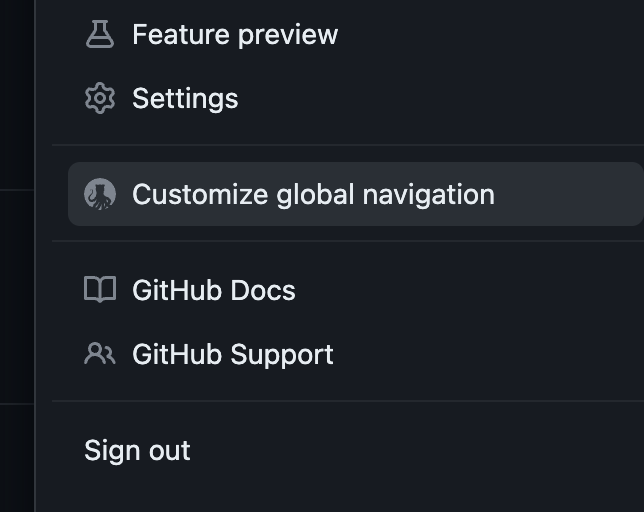 Feature preview
Settings
Customize global navigation
GitHub Docs
GitHub Support
Sign out